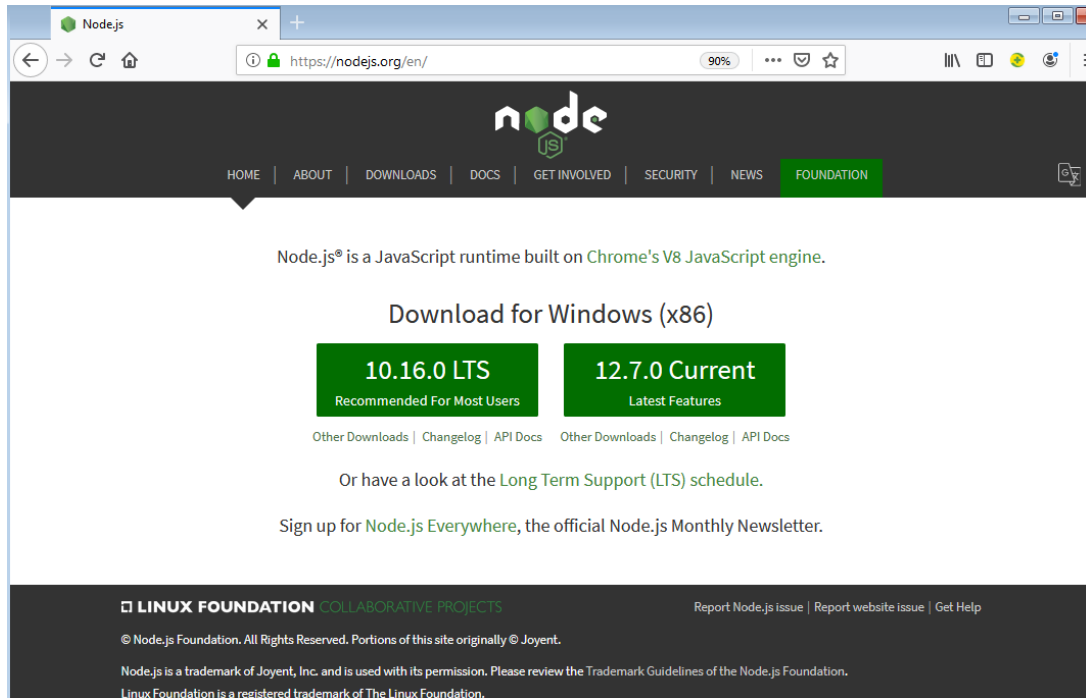 Node.js
https://nodejs.org/en/
90%
node
JS
HOME | ABOUT | DOWNLOADS | DOCS | GET INVOLVED | SECURITY | NEWS FOUNDATION
Node.js® is a JavaScript runtime built on Chrome's V8 JavaScript engine.
Download for Windows (x86)
10.16.0 LTS
Recommended For Most Users
12.7.0 Current
Latest Features
Other Downloads | Changelog | API Docs
Other Downloads | Changelog | API Docs
Or have a look at the Long Term Support (LTS) schedule.
Sign up for Node.js Everywhere, the official Node.js Monthly Newsletter.
LINUX FOUNDATION COLLABORATIVE PROJECTS
Report Node.js issue | Report website issue | Get Help
© Node.js Foundation. All Rights Reserved. Portions of this site originally © Joyent.
Node.js is a trademark of Joyent, Inc. and is used with its permission. Please review the Trademark Guidelines of the Node.js Foundation.
Linux Foundation is a registered trademark of The Linux Foundation.